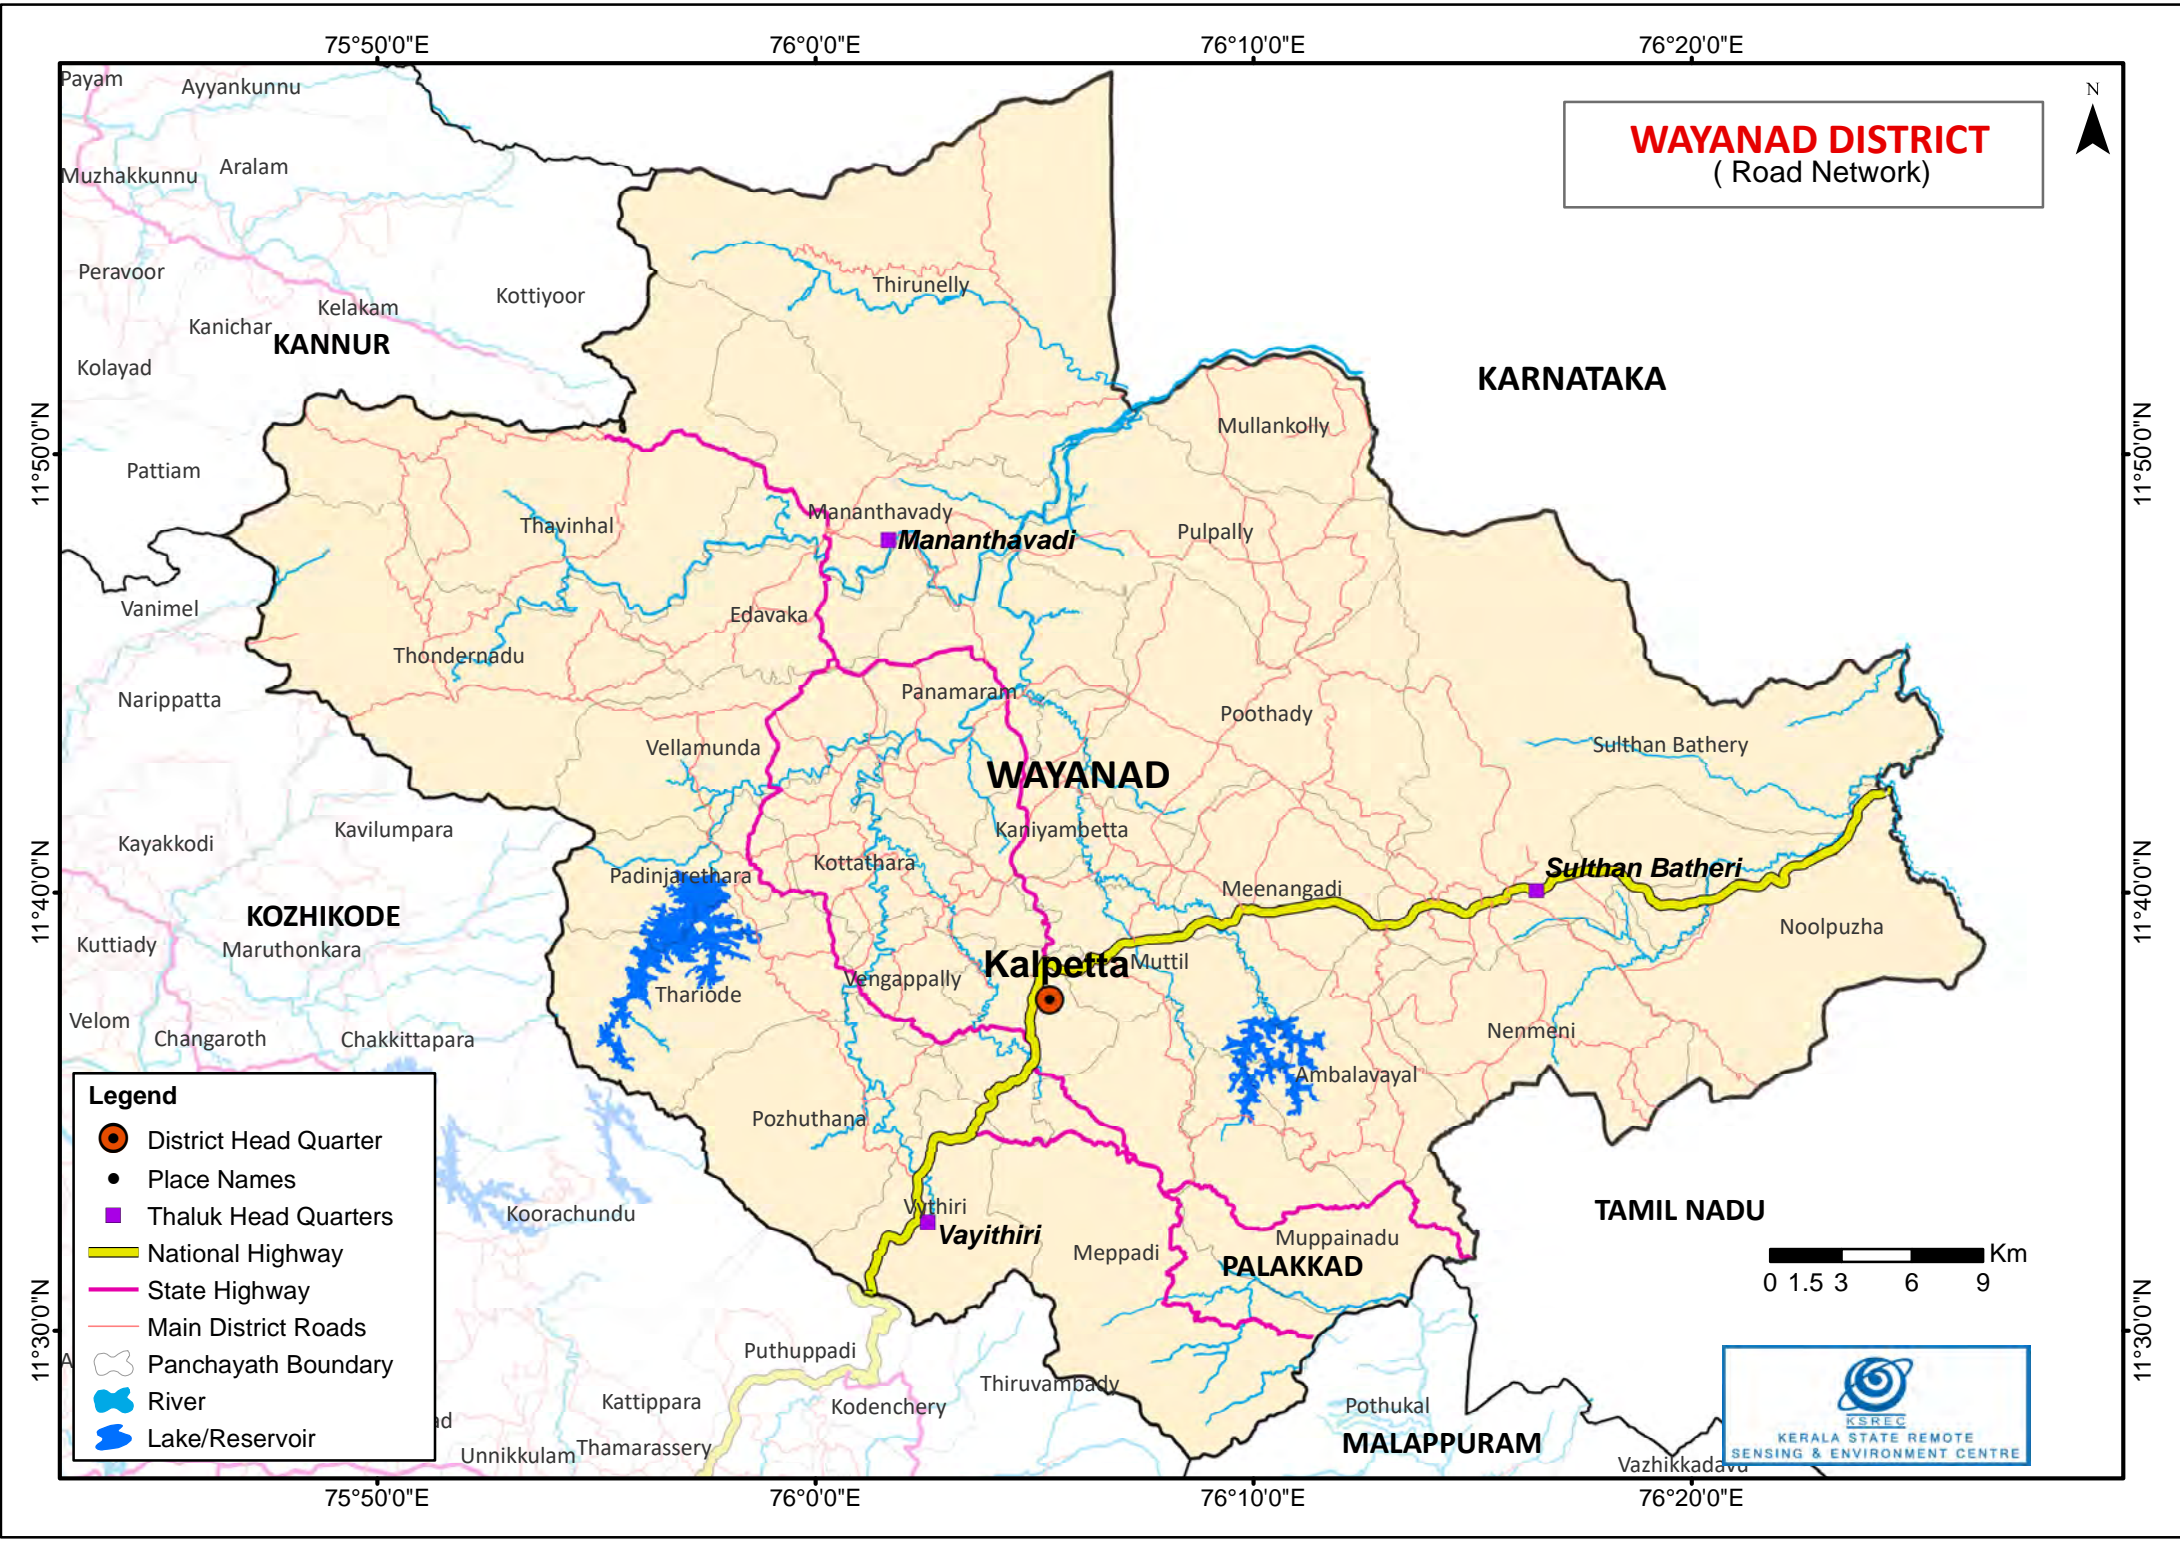 75°50'0"E
76°0'0"E
76°10'0"E
76°20'0"E
N
WAYANAD DISTRICT
( Road Network)
Payam
Ayyankunnu
Aralam
Muzhakkunnu
Peravoor
Kottiyoor
Kelakam
Kanichar
KANNUR
Kolayad
Thirunelly
KARNATAKA
Mullankolly
11°50'0"N
11°50'0"N
Pattiam
Thavinhal
Mananthavady
Mananthavadi
Pulpally
Vanimel
Edavaka
Thondernadu
Narippatta
Panamaram
Poothady
Vellamunda
Sulthan Bathery
WAYANAD
Kayakkodi
Kavilumpara
Kaniyambetta
Kottathara
Padinjarethara
Sulthan Batheri
Meenangadi
11°40'0"N
11°40'0"N
KOZHIKODE
Kuttiady
Maruthonkara
Noolpuzha
Kalpetta
Muttil
Vengappally
Thariode
Velom
Changaroth
Chakkittapara
Nenmeni
Ambalavayal
Pozhuthana
Legend
District Head Quarter
Place Names
Thaluk Head Quarters
National Highway
State Highway
Main District Roads
Panchayath Boundary
River
Lake/Reservoir
Koorachundu
Vythiri
Vayithiri
Meppadi
Muppainadu
PALAKKAD
TAMIL NADU
Km
0 1.5 3 6 9
11°30'0"N
11°30'0"N
A
Puthuppadi
Thiruvambady
Kattippara
Kodenchery
Pothukal
ad
Unnikkulam
Thamarassery
MALAPPURAM
Vazhikkadavu
KSREC
KERALA STATE REMOTE
SENSING & ENVIRONMENT CENTRE
75°50'0"E
76°0'0"E
76°10'0"E
76°20'0"E